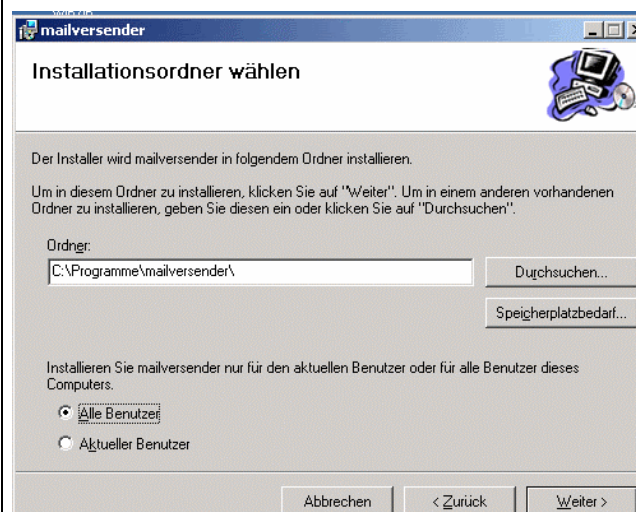 mailversender
Installationsordner wählen
Der Installer wird mailversender in folgendem Ordner installieren.
Um in diesem Ordner zu installieren, klicken Sie auf "Weiter". Um in einem anderen vorhandenen
Ordner zu installieren, geben Sie diesen ein oder klicken Sie auf "Durchsuchen".
Ordner:
C:\Programme\mailversender\
Durchsuchen...
Speicherplatzbedarf...
Installieren Sie mailversender nur für den aktuellen Benutzer oder für alle Benutzer dieses
Computers.
Alle Benutzer
Aktueller Benutzer
Abbrechen < Zurück Weiter >